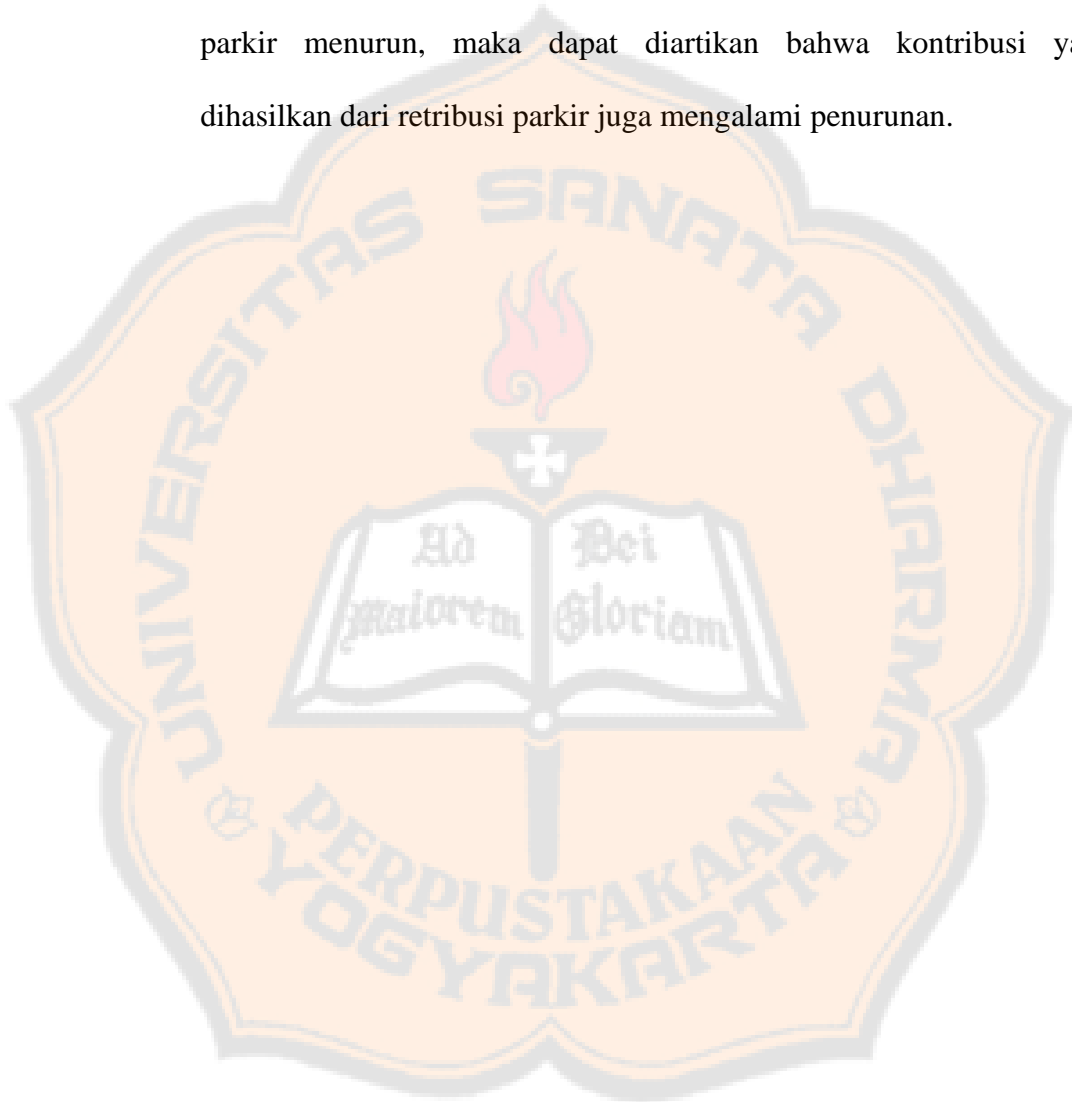 parkir menurun, maka dapat diartikan bahwa kontribusi ya
dihasilkan dari retribusi parkir juga mengalami penurunan.
UNIVERSITAS SANATA DHARMA
Ad Dei
Maiorem Gloriam
PERPUSTAKAAN
YOGYAKARTA